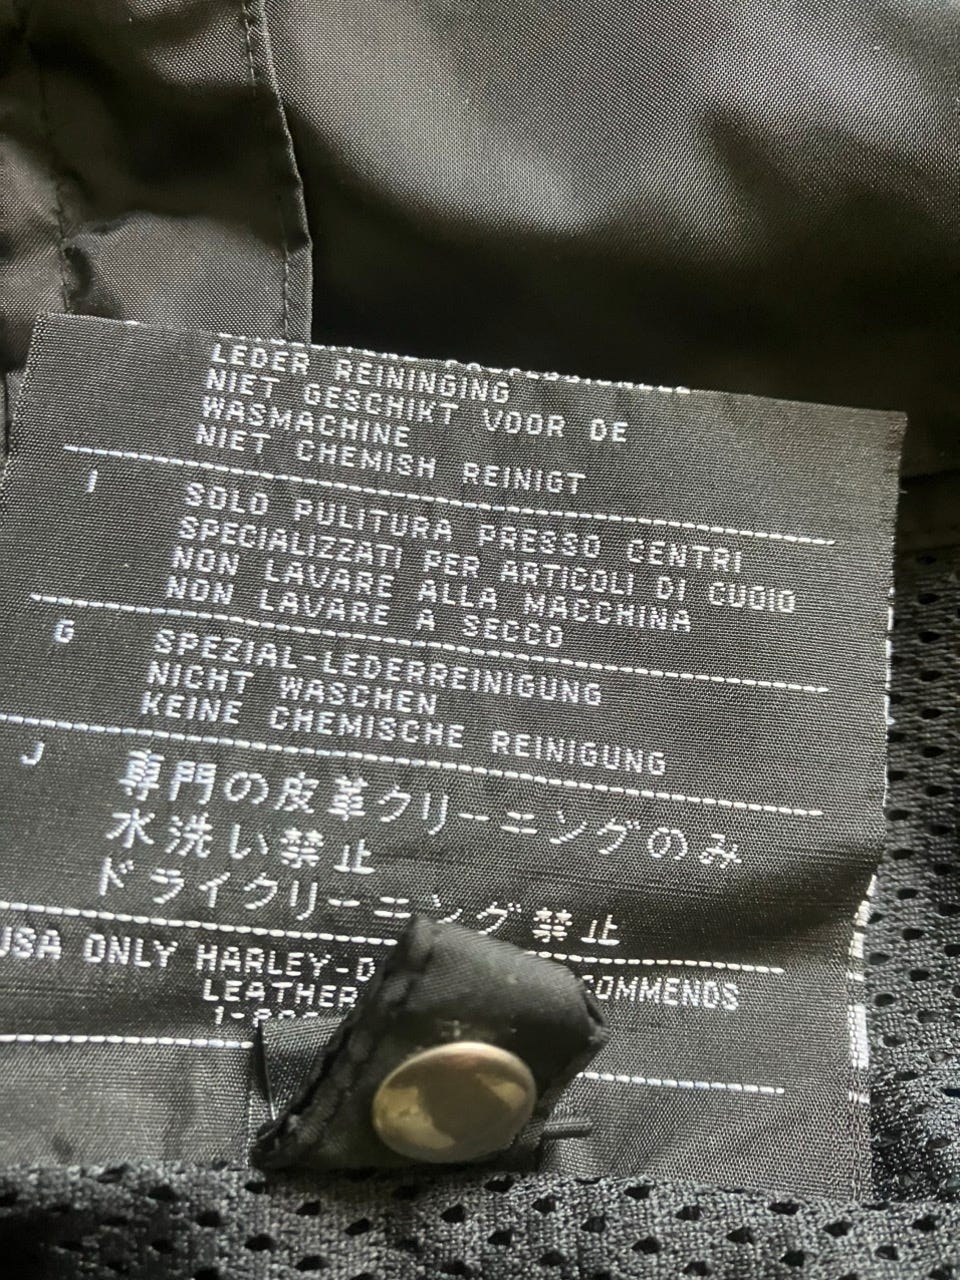 LEDER REININGING
NIET GESCHIKT VOOR DE
WASMACHINE
NIET CHEMISH REINIGT
I SOLO PULITURA PRESSO CENTRI
SPECIALIZZATI PER ARTICOLI DI CUOIO
NON LAVARE ALLA MACCHINA
NON LAVARE A SECCO
G SPEZIAL-LEDERREINIGUNG
NICHT WASCHEN
KEINE CHEMISCHE REINIGUNG
J 専門の皮革クリーニングのみ
水洗い禁止
ドライクリーニング禁止
USA ONLY HARLEY-D
LEATHER COMMENDS